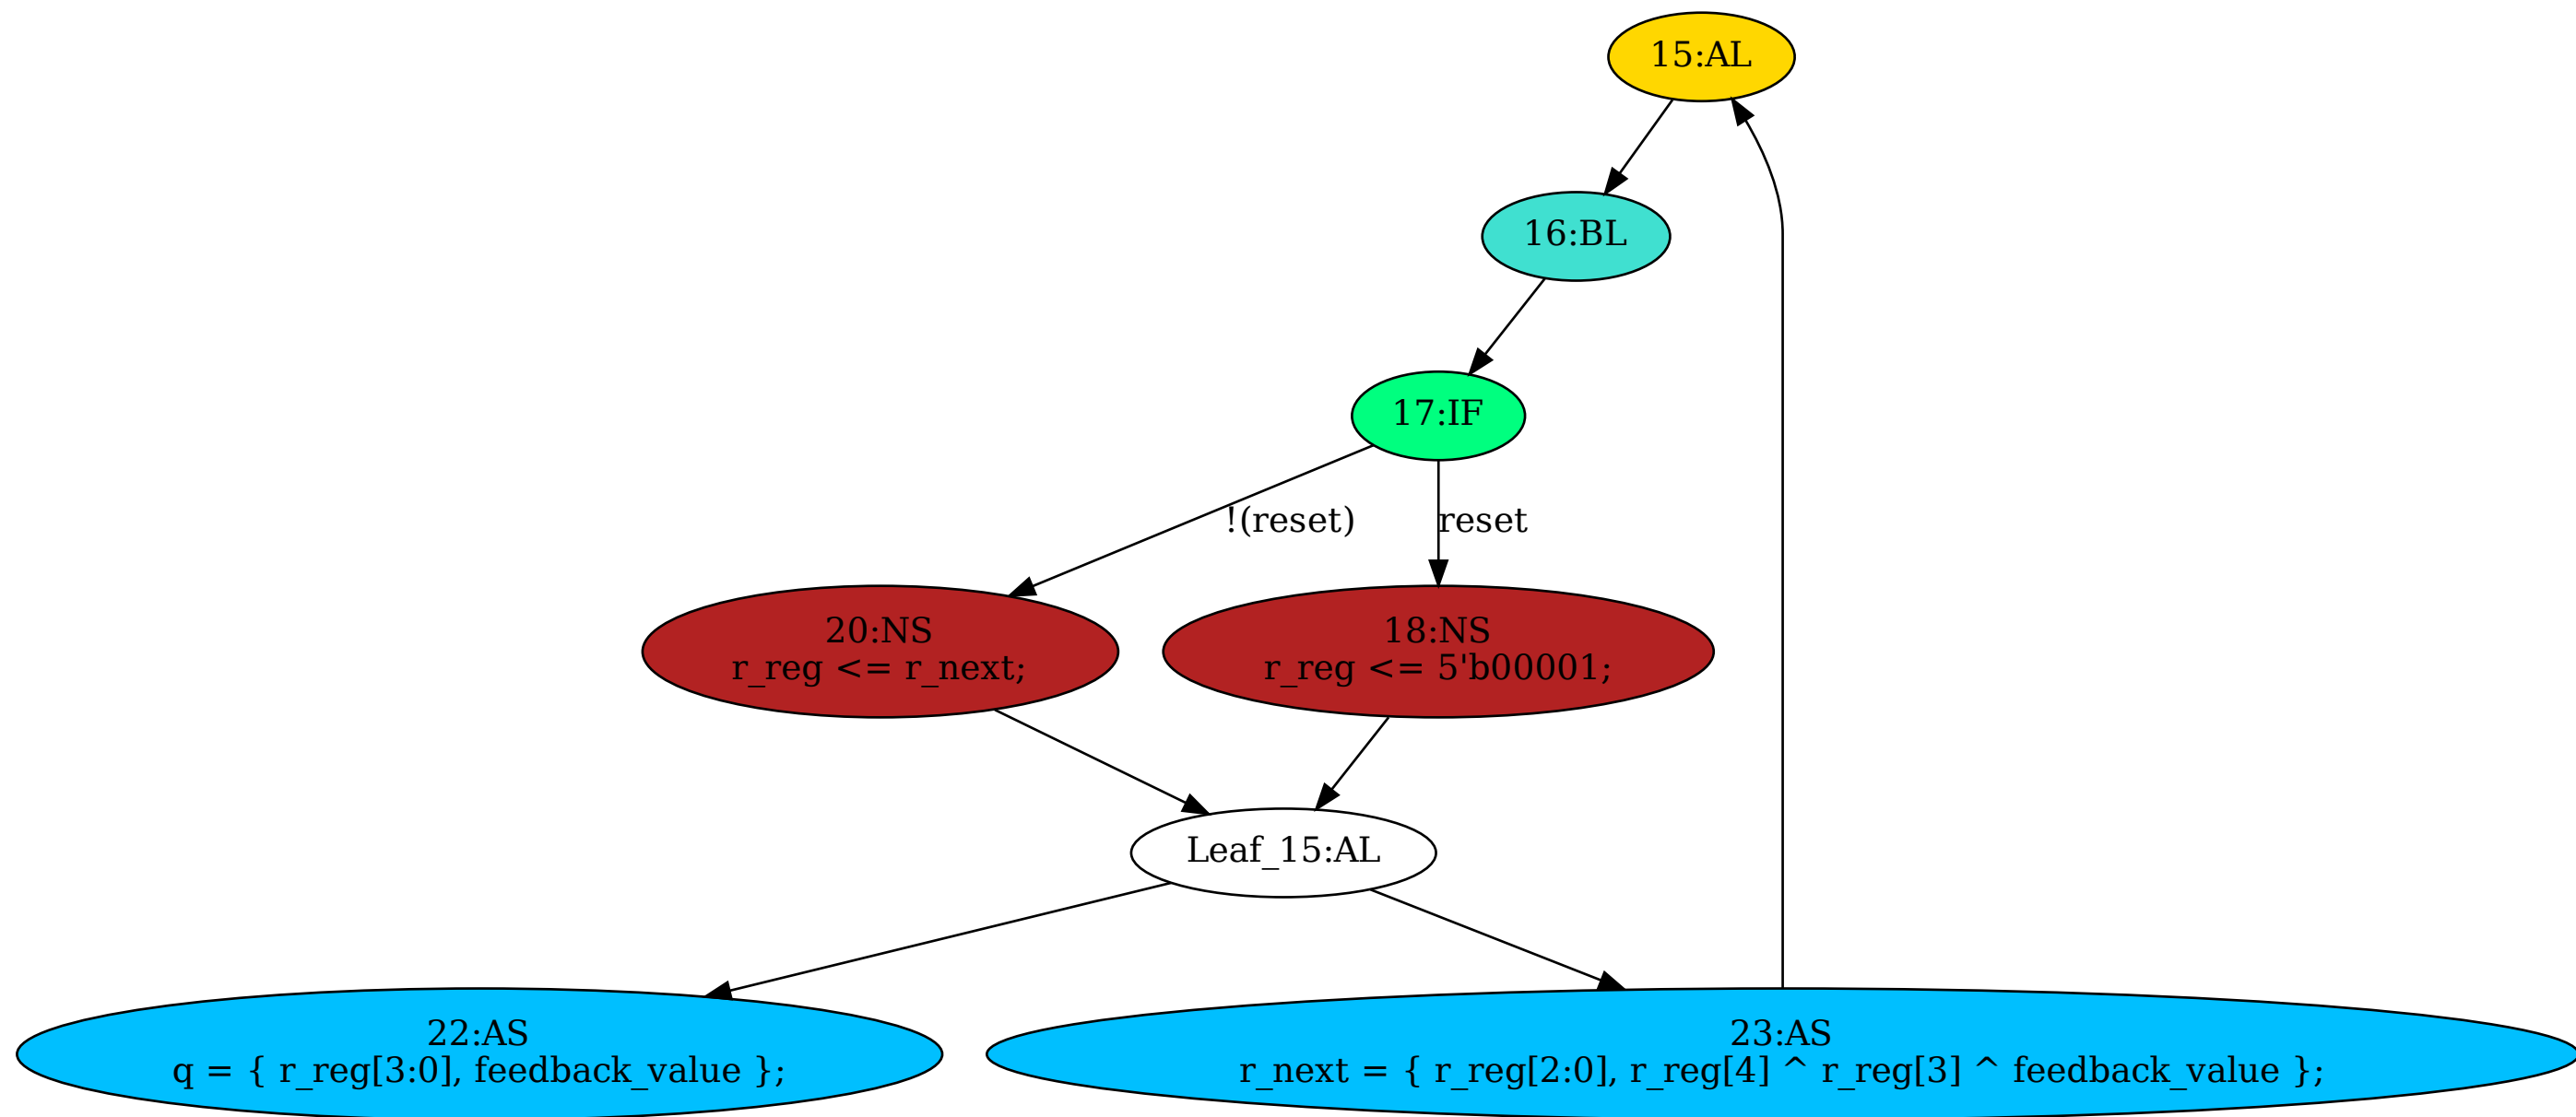 15:AL
16:BL
17:IF
!(reset)
reset
20:NS
r_reg <= r_next;
18:NS
r_reg <= 5'b00001;
Leaf_15:AL
22:AS
q = { r_reg[3:0], feedback_value };
23:AS
r_next = { r_reg[2:0], r_reg[4] ^ r_reg[3] ^ feedback_value };